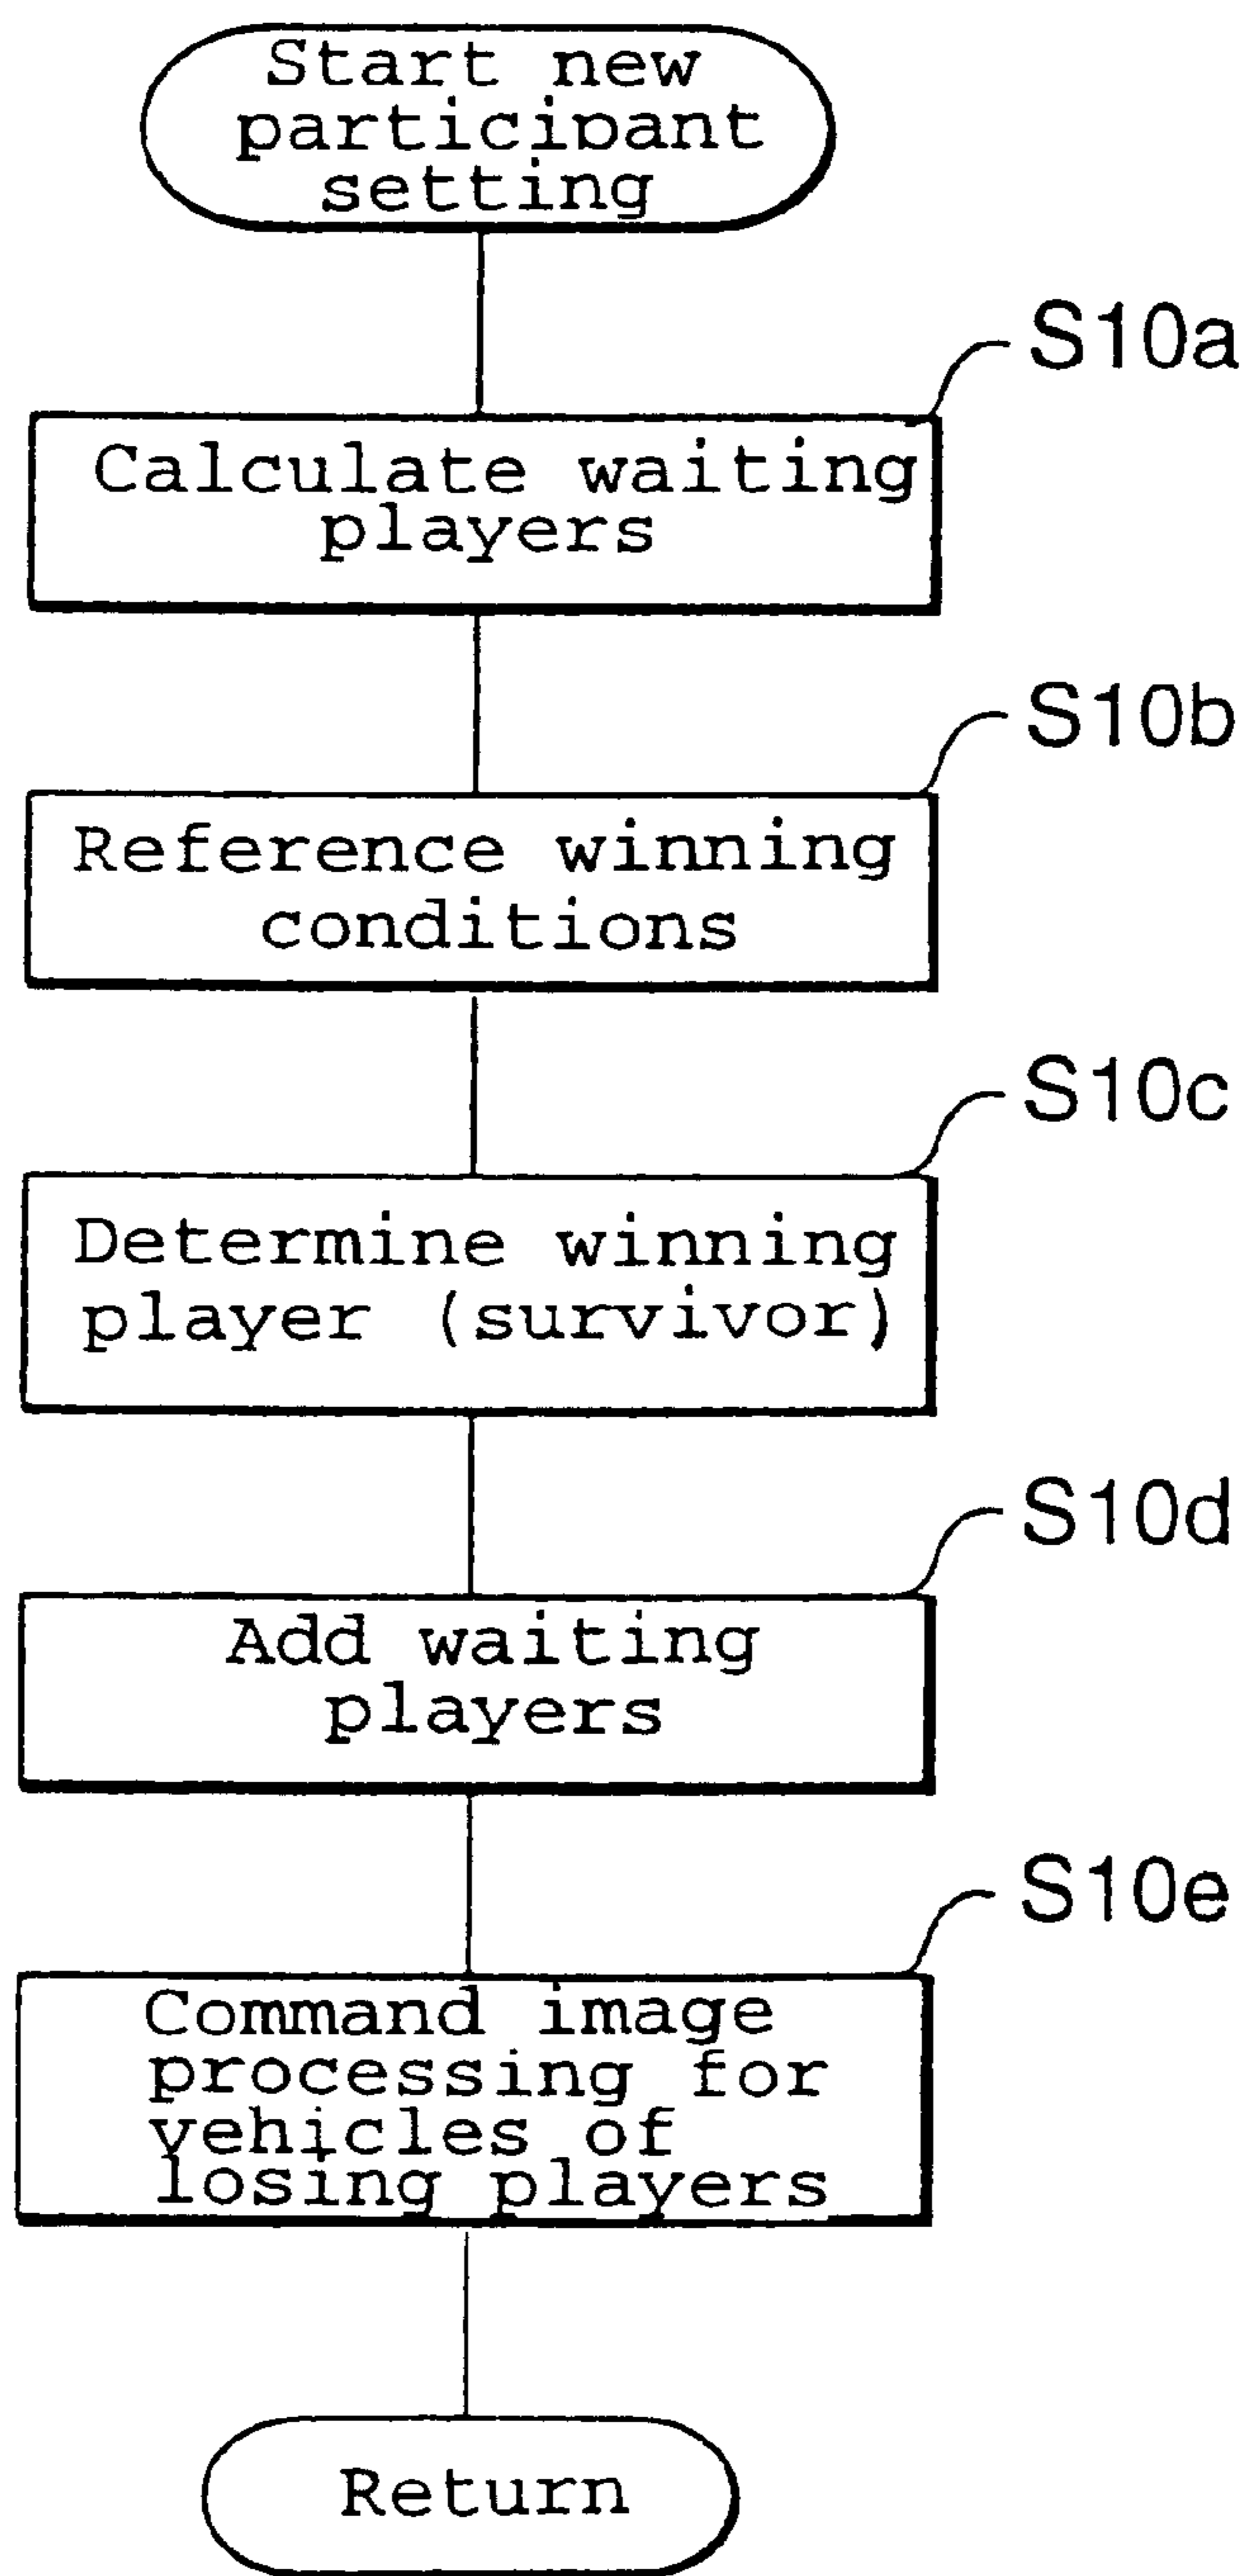 Start new
participant
setting
S10a
Calculate waiting
players
S10b
Reference winning
conditions
S10c
Determine winning
player (survivor)
S10d
Add waiting
players
S10e
Command image
processing for
vehicles of
losing players
Return